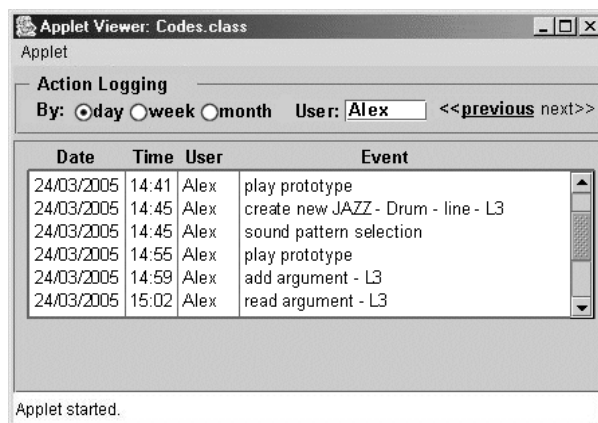 Applet Viewer: Codes.class
Applet
Action Logging
By: day week month User: Alex <<previous next>>
Date Time User Event
24/03/2005 14:41 Alex play prototype
24/03/2005 14:45 Alex create new JAZZ - Drum - line - L3
24/03/2005 14:45 Alex sound pattern selection
24/03/2005 14:55 Alex play prototype
24/03/2005 14:59 Alex add argument - L3
24/03/2005 15:02 Alex read argument - L3
Applet started.